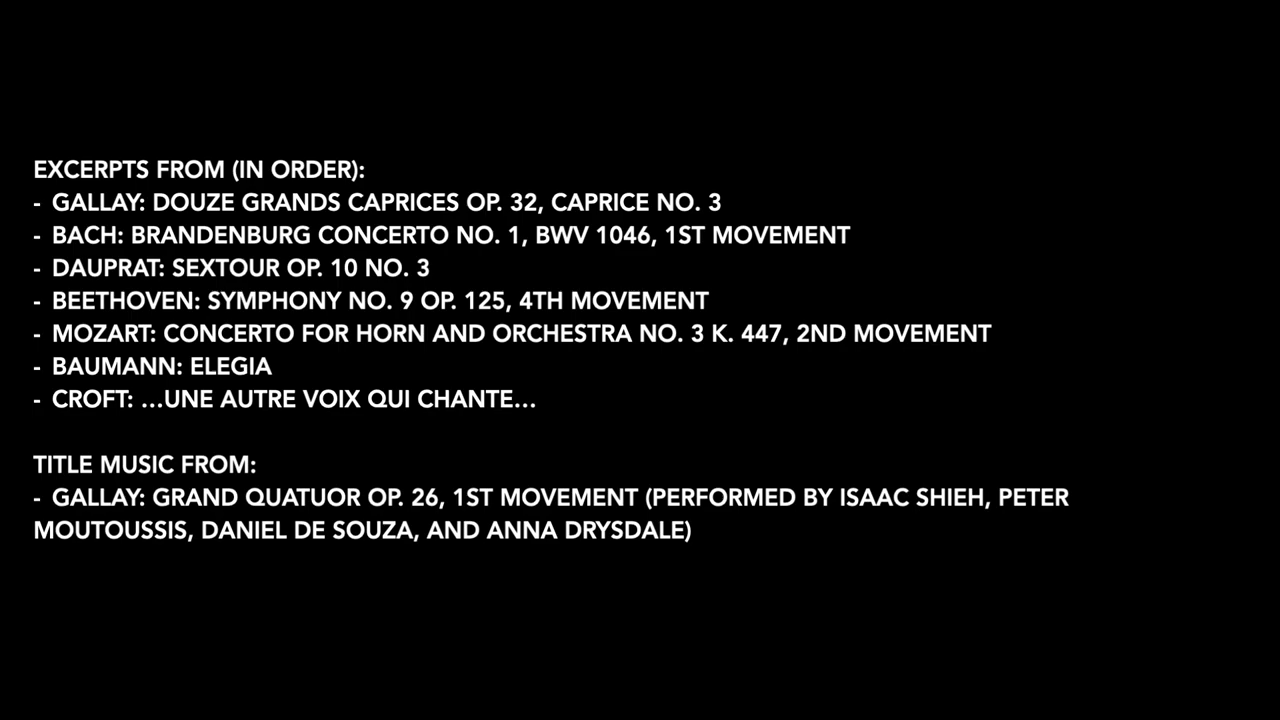 EXCERPTS FROM (IN ORDER):
- GALLAY: DOUZE GRANDS CAPRICES OP. 32, CAPRICE NO. 3
- BACH: BRANDENBURG CONCERTO NO. 1, BWV 1046, 1ST MOVEMENT
- DAUPRAT: SEXTOUR OP. 10 NO. 3
- BEETHOVEN: SYMPHONY NO. 9 OP. 125, 4TH MOVEMENT
- MOZART: CONCERTO FOR HORN AND ORCHESTRA NO. 3 K. 447, 2ND MOVEMENT
- BAUMANN: ELEGIA
- CROFT: …UNE AUTRE VOIX QUI CHANTE…
TITLE MUSIC FROM:
- GALLAY: GRAND QUATUOR OP. 26, 1ST MOVEMENT (PERFORMED BY ISAAC SHIEH, PETER
MOUTOUSSIS, DANIEL DE SOUZA, AND ANNA DRYSDALE)